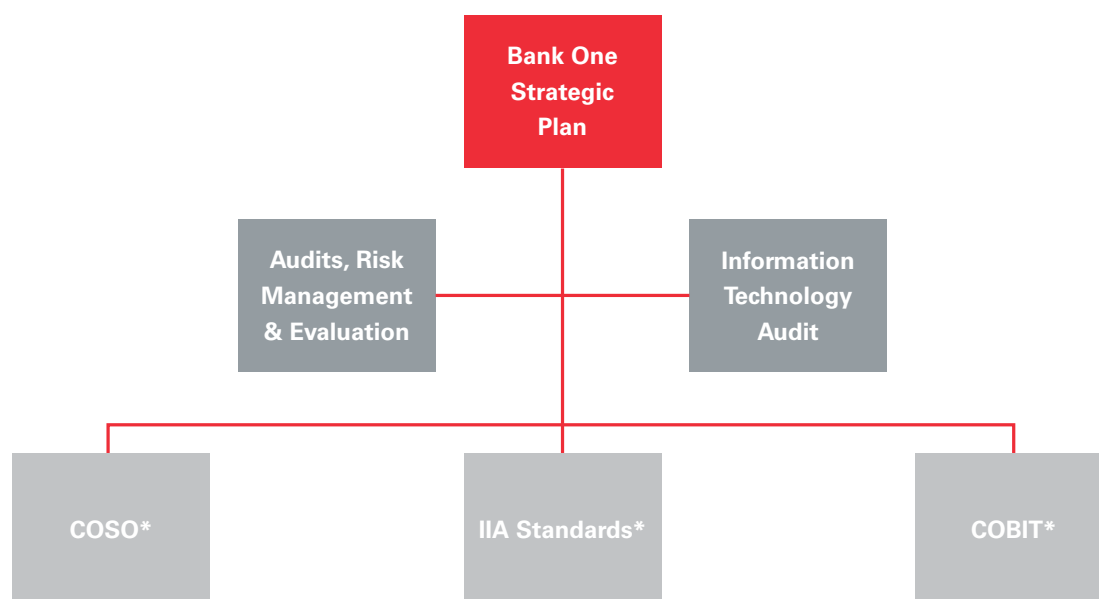 Bank One
Strategic
Plan
Audits, Risk
Management
& Evaluation
Information
Technology
Audit
COSO*
IIA Standards*
COBIT*